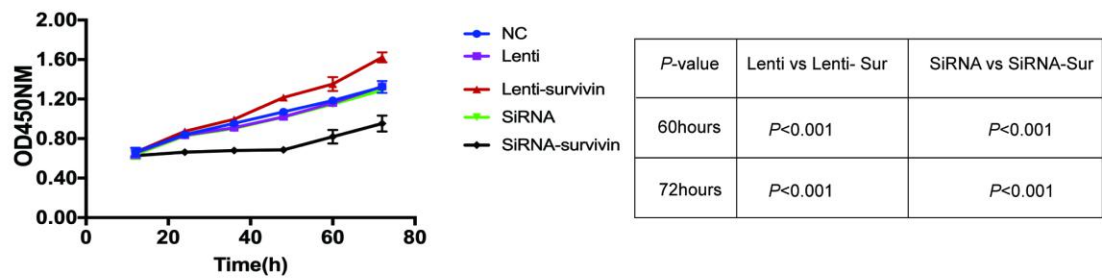 2.00
1.60
1.20
0.80
0.40
0.00
OD450NM
0 20 40 60 80
Time(h)
NC
Lenti
Lenti-survivin
SiRNA
SiRNA-survivin
P-value Lenti vs Lenti- Sur SiRNA vs SiRNA-Sur
60hours P<0.001 P<0.001
72hours P<0.001 P<0.001